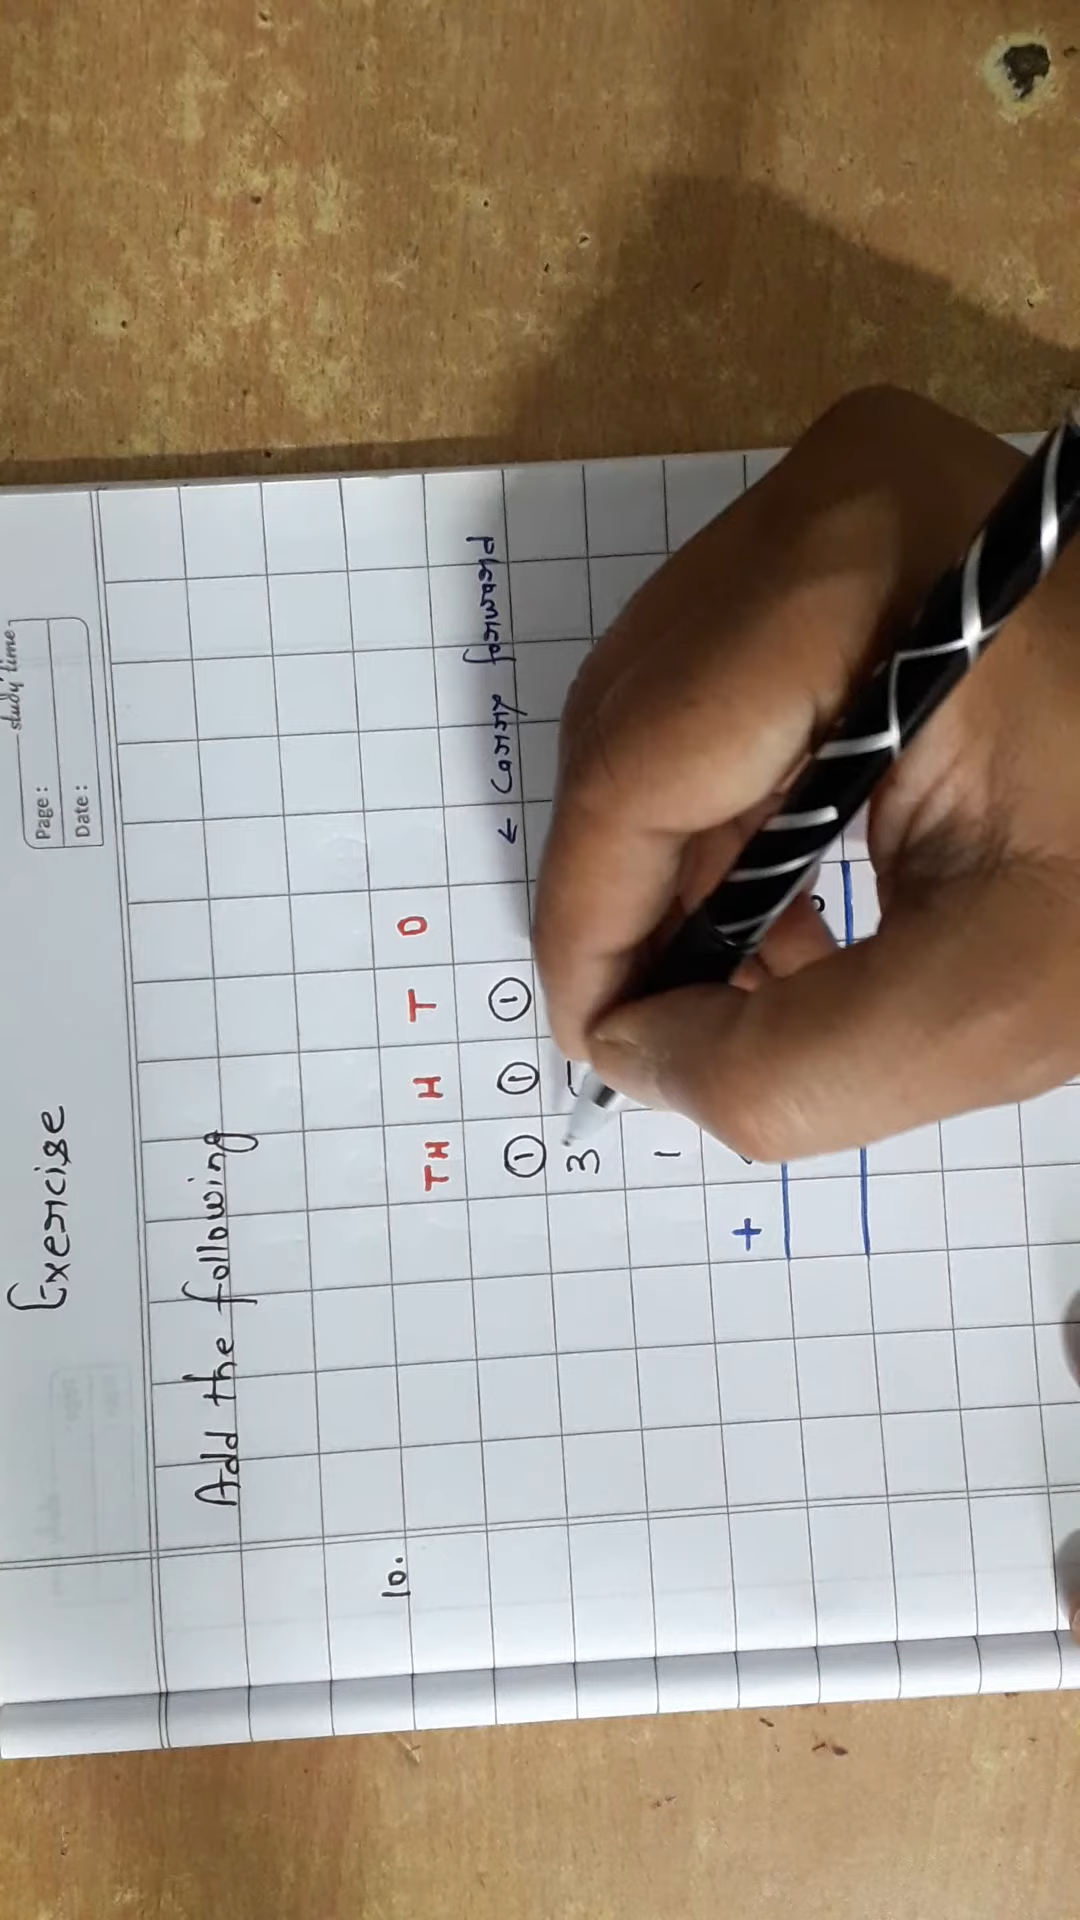 Exercise
study time
Page:
Date:
Add the following
10. TH H T O
1 1 1 ← Carry forward
3
1
+